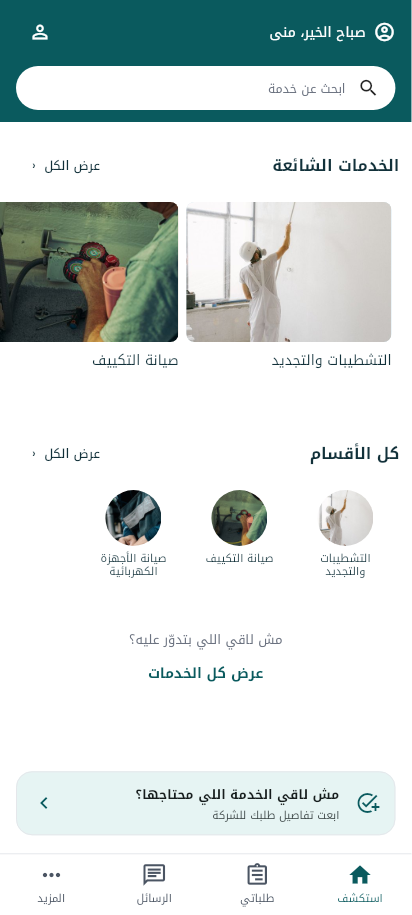 صباح الخير، منى
ابحث عن خدمة
الخدمات الشائعة
عرض الكل ‹
التشطيبات والتجديد
صيانة التكييف
كل الأقسام
عرض الكل ‹
التشطيبات
والتجديد
صيانة التكييف
صيانة الأجهزة
الكهربائية
مش لاقي اللي بتدوّر عليه؟
عرض كل الخدمات
مش لاقي الخدمة اللي محتاجها؟
ابعت تفاصيل طلبك للشركة
استكشف
طلباتي
الرسائل
المزيد